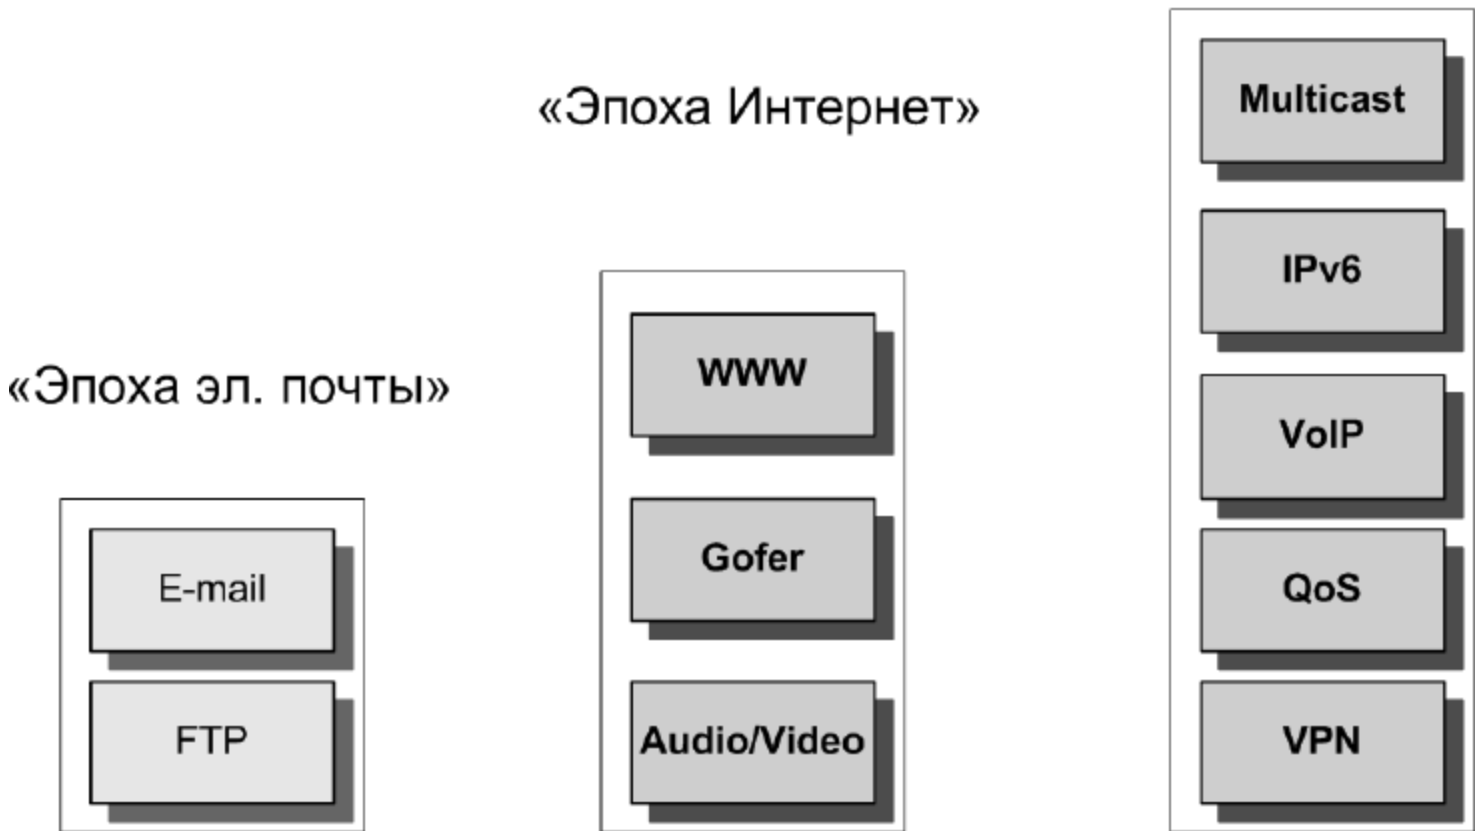 «Эпоха эл. почты»
E-mail
FTP
«Эпоха Интернет»
WWW
Gofer
Audio/Video
Multicast
IPv6
VoIP
QoS
VPN